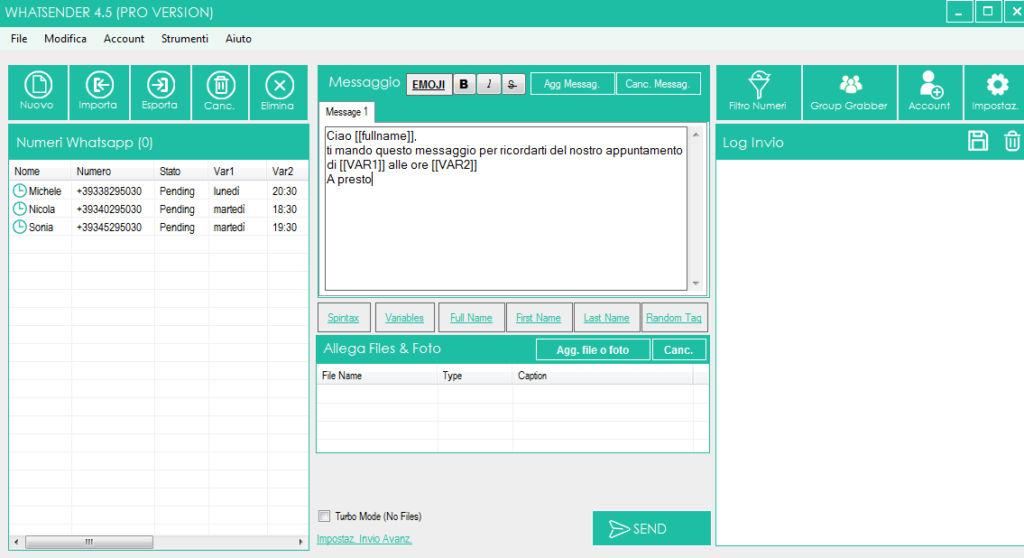 WHATSENDER 4.5 (PRO VERSION)
File Modifica Account Strumenti Aiuto
Nuovo Importa Esporta Canc. Elimina
Messaggio EMOJI B I S Agg Messag. Canc. Messag.
Filtro Numeri Group Grabber Account Impostaz.
Message 1
Numeri Whatsapp (0)
Nome Numero Stato Var1 Var2
Michele +39338295030 Pending lunedí 20:30
Nicola +39340295030 Pending martedí 18:30
Sonia +39345295030 Pending martedí 19:30
Ciao [[fullname]],
ti mando questo messaggio per ricordarti del nostro appuntamento
di [[VAR1]] alle ore [[VAR2]]
A presto
Log Invio
Spintax Variables Full Name First Name Last Name Random Tag
Allega Files & Foto Agg. file o foto Canc.
File Name Type Caption
Turbo Mode (No Files)
Impostaz. Invio Avanz.
SEND